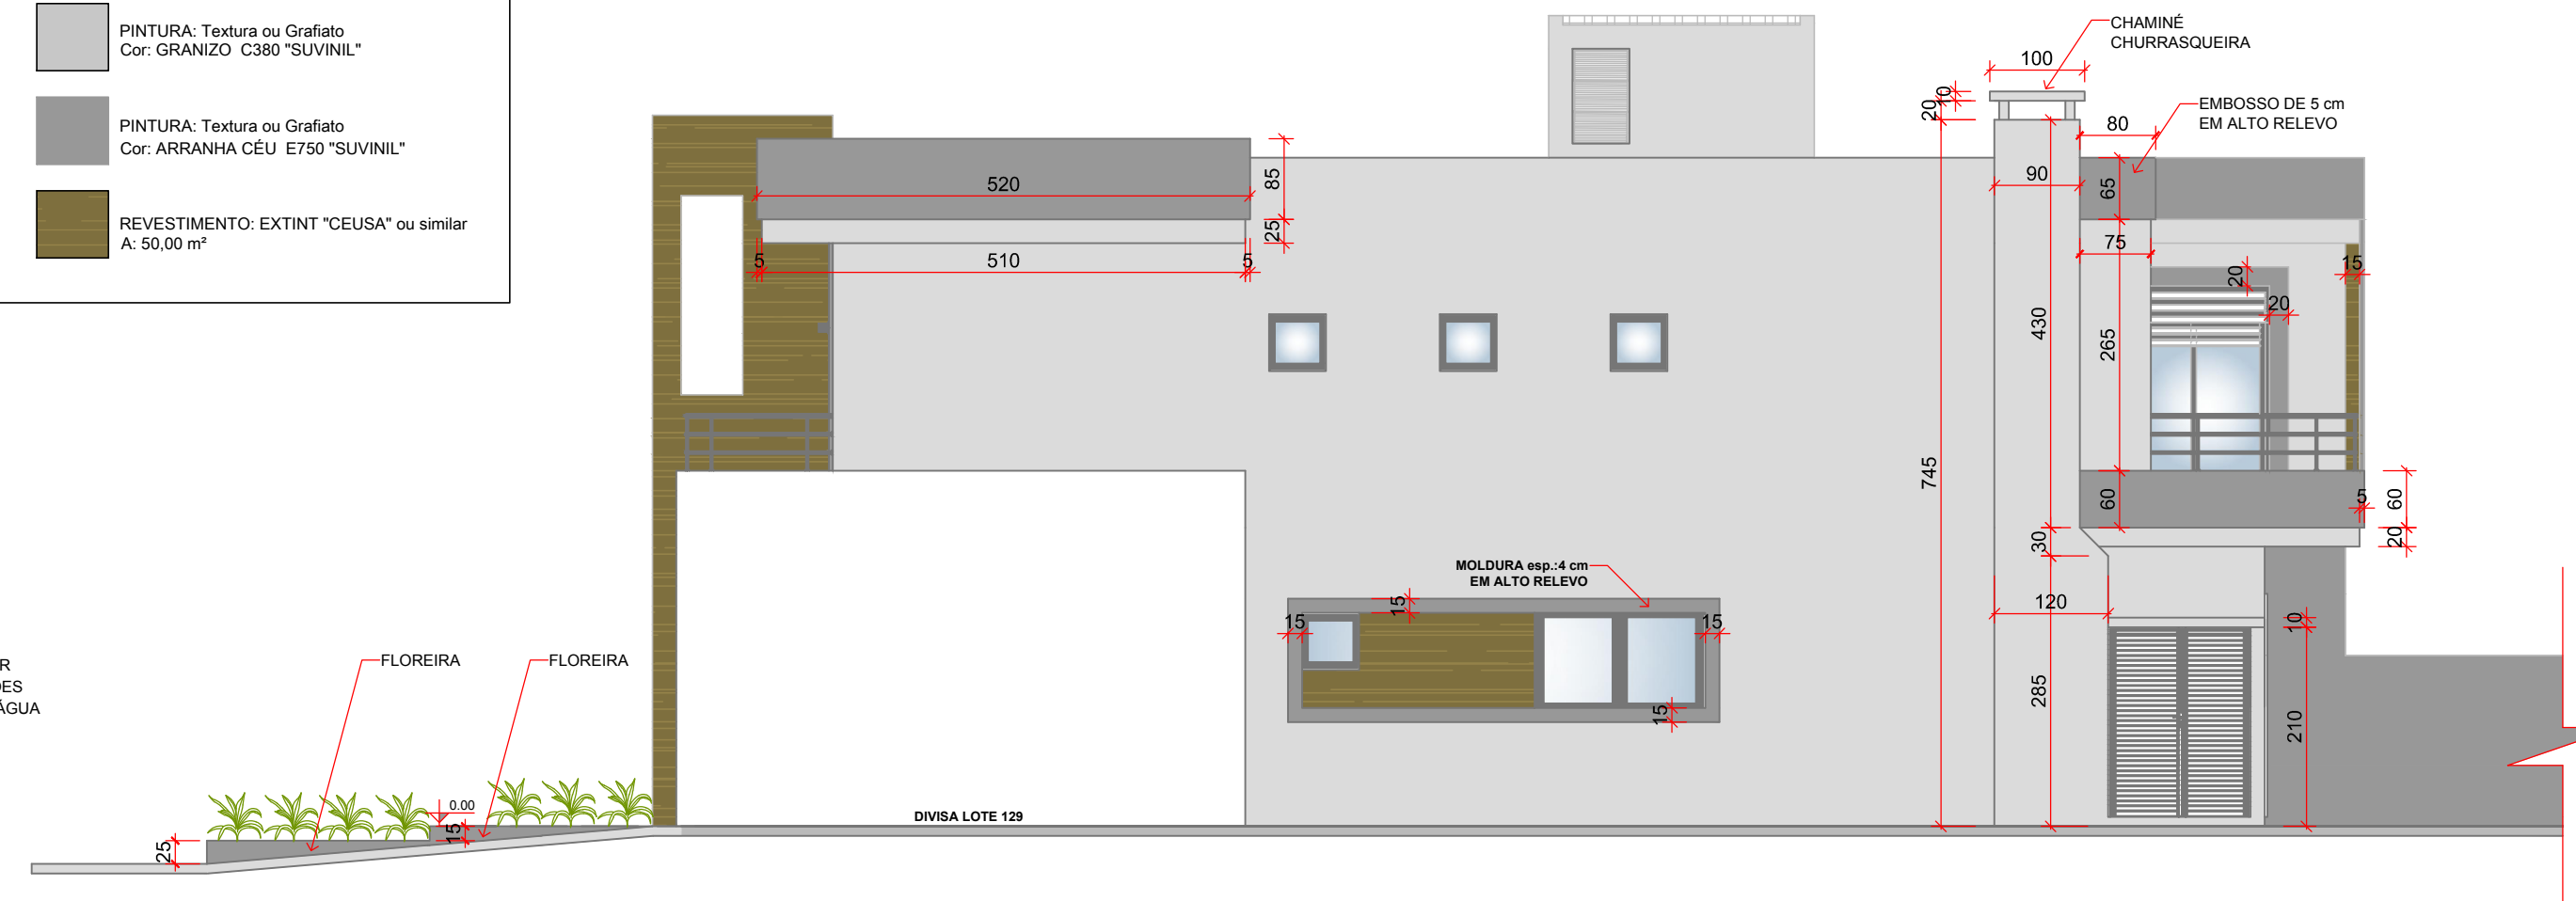 PINTURA: Textura ou Grafiato
Cor: GRANIZO C380 "SUVINIL"
PINTURA: Textura ou Grafiato
Cor: ARRANHA CÉU E750 "SUVINIL"
REVESTIMENTO: EXTINT "CEUSA" ou similar
A: 50,00 m²
CHAMINÉ
CHURRASQUEIRA
100
10
20
EMBOSSO DE 5 cm
EM ALTO RELEVO
80
90
65
520
85
25
5
510
5
75
20
15
20
430
265
745
60
5
60
20
30
MOLDURA esp.:4 cm
EM ALTO RELEVO
15
15
15
15
120
10
285
210
R
ES
ÁGUA
FLOREIRA
FLOREIRA
0.00
15
25
DIVISA LOTE 129